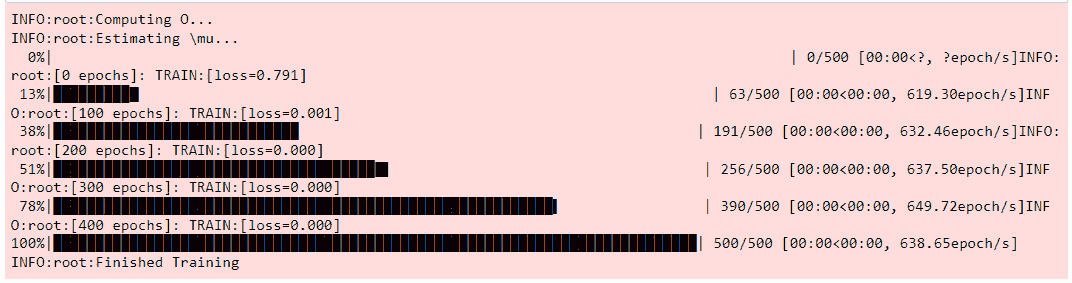 INFO:root:Computing O...
INFO:root:Estimating \mu...
0%| | 0/500 [00:00<?, ?epoch/s]INFO:
root:[0 epochs]: TRAIN:[loss=0.791]
13%| | 63/500 [00:00<00:00, 619.30epoch/s]INF
O:root:[100 epochs]: TRAIN:[loss=0.001]
38%| | 191/500 [00:00<00:00, 632.46epoch/s]INFO:
root:[200 epochs]: TRAIN:[loss=0.000]
51%| | 256/500 [00:00<00:00, 637.50epoch/s]INF
O:root:[300 epochs]: TRAIN:[loss=0.000]
78%| | 390/500 [00:00<00:00, 649.72epoch/s]INF
O:root:[400 epochs]: TRAIN:[loss=0.000]
100%| | 500/500 [00:00<00:00, 638.65epoch/s]
INFO:root:Finished Training